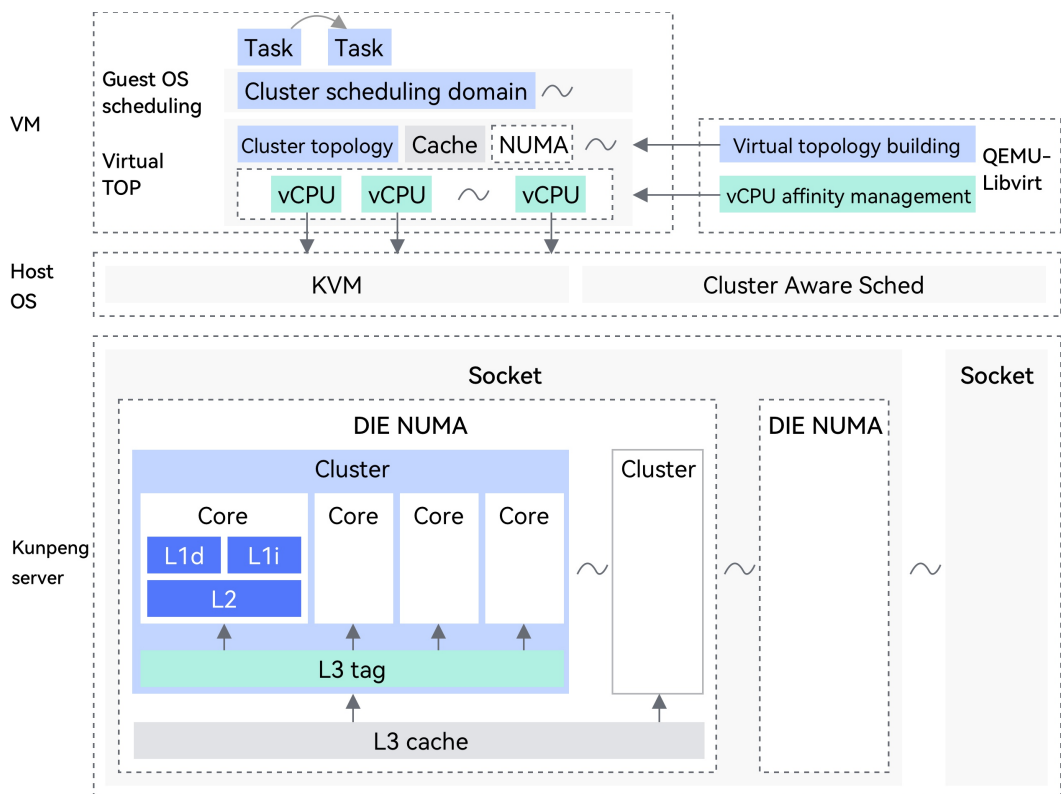 VM
Guest OS
scheduling
Task
Task
Cluster scheduling domain
Virtual
TOP
Cluster topology
Cache
NUMA
vCPU
vCPU
vCPU
Virtual topology building
vCPU affinity management
QEMU-
Libvirt
Host
OS
KVM
Cluster Aware Sched
Kunpeng
server
Socket
Socket
DIE NUMA
DIE NUMA
Cluster
Cluster
Core
Core
Core
Core
L1d
L1i
L2
L3 tag
L3 cache